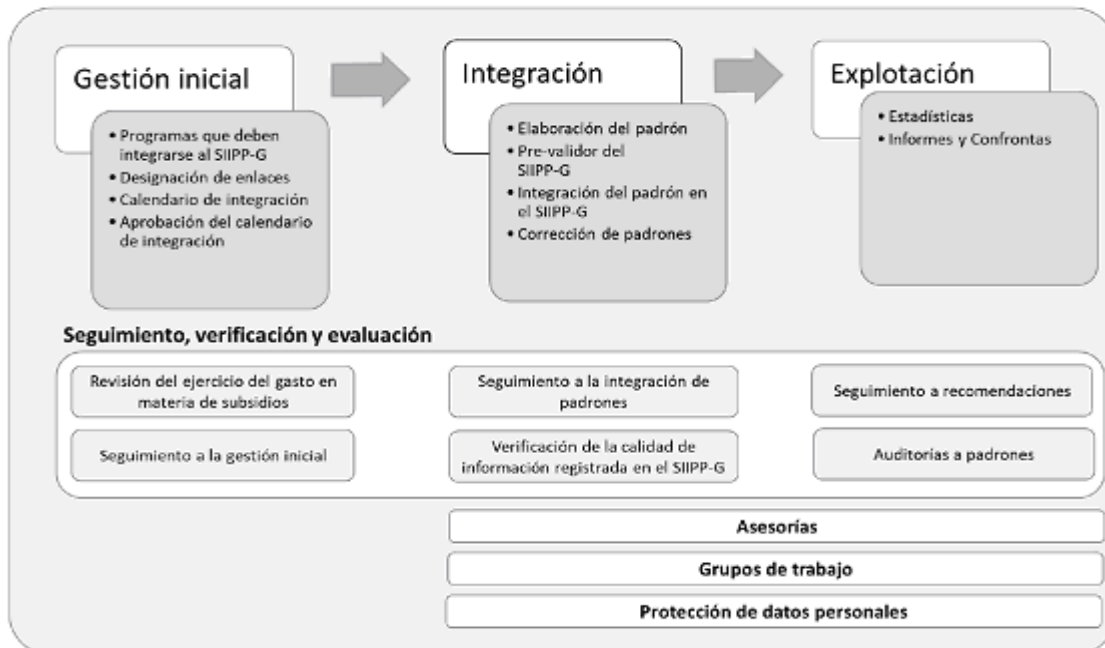 Gestión inicial
• Programas que deben
integrarse al SIIPP-G
• Designación de enlaces
• Calendario de integración
• Aprobación del calendario
de integración
Integración
• Elaboración del padrón
• Pre-validor del
SIIPP-G
• Integración del padrón en
el SIIPP-G
• Corrección de padrones
Explotación
• Estadísticas
• Informes y Confrontas
Seguimiento, verificación y evaluación
Revisión del ejercicio del gasto en
materia de subsidios
Seguimiento a la integración de
padrones
Seguimiento a recomendaciones
Seguimiento a la gestión inicial
Verificación de la calidad de
información registrada en el SIIPP-G
Auditorías a padrones
Asesorías
Grupos de trabajo
Protección de datos personales